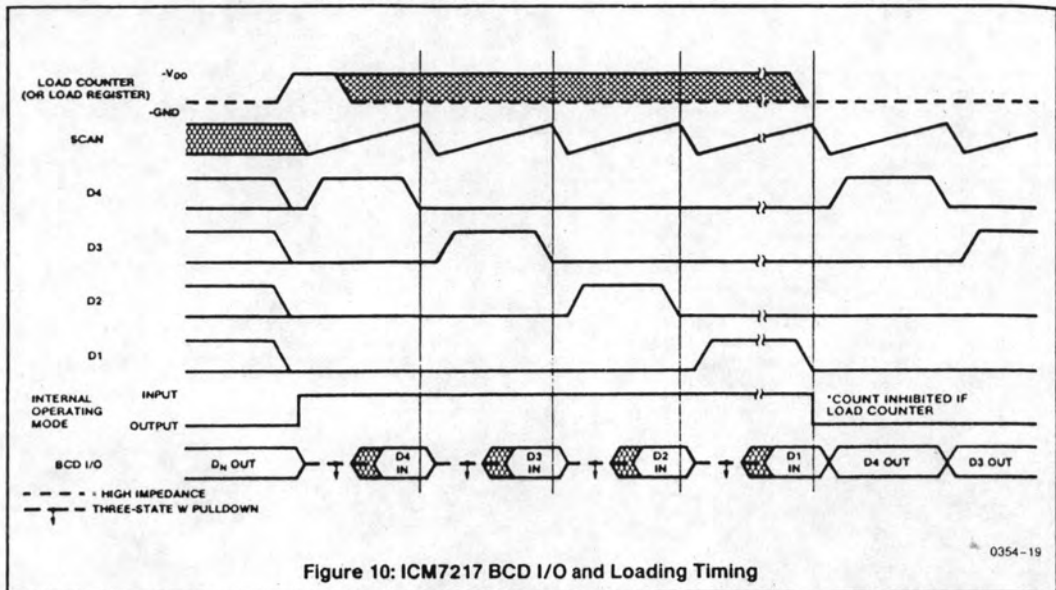 LOAD COUNTER
(OR LOAD REGISTER)
-VDD
-GND
SCAN
D4
D3
D2
D1
INTERNAL
OPERATING
MODE
INPUT
OUTPUT
*COUNT INHIBITED IF
LOAD COUNTER
BCD I/O
DN OUT
D4
IN
D3
IN
D2
IN
D1
IN
D4 OUT
D3 OUT
- - - - - HIGH IMPEDANCE
THREE-STATE W PULLDOWN
0354-19
Figure 10: ICM7217 BCD I/O and Loading Timing